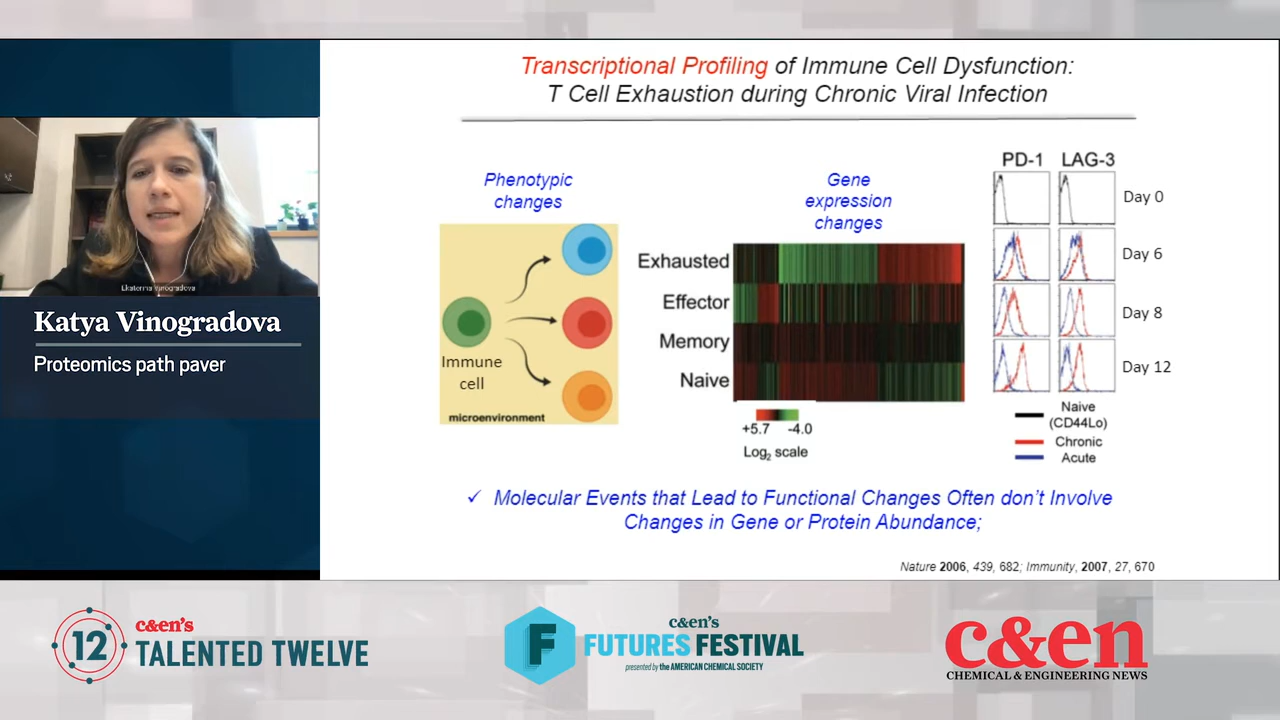 Transcriptional Profiling of Immune Cell Dysfunction:
T Cell Exhaustion during Chronic Viral Infection
Ekaterina Vinogradova
Katya Vinogradova
Proteomics path paver
Phenotypic
changes
Immune
cell
microenvironment
Gene
expression
changes
Exhausted
Effector
Memory
Naive
+5.7 -4.0
Log₂ scale
PD-1 LAG-3
Day 0
Day 6
Day 8
Day 12
Naive
(CD44Lo)
Chronic
Acute
✓ Molecular Events that Lead to Functional Changes Often don’t Involve
Changes in Gene or Protein Abundance;
Nature 2006, 439, 682; Immunity, 2007, 27, 670
12
c&en's
TALENTED TWELVE
F
c&en's
FUTURES FESTIVAL
presented by the AMERICAN CHEMICAL SOCIETY
c&en
CHEMICAL & ENGINEERING NEWS